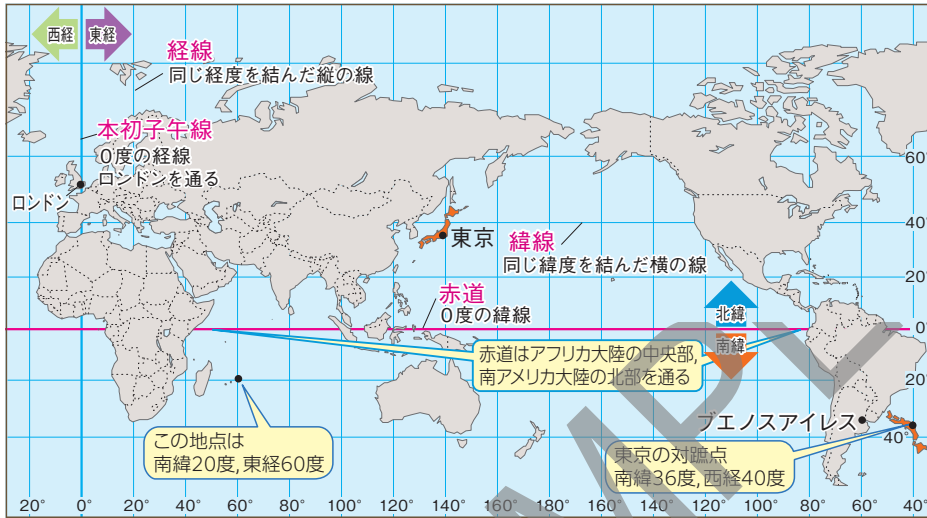 西経 東経
経線
同じ経度を結んだ縦の線
本初子午線
0度の経線
ロンドンを通る
ロンドン
60°
東京
緯線
同じ緯度を結んだ横の線
40°
20°
赤道
0度の緯線
北緯
0°
南緯
赤道はアフリカ大陸の中央部,
南アメリカ大陸の北部を通る
20°
ブエノスアイレス
この地点は
南緯20度,東経60度
40°
東京の対蹠点
南緯36度,西経40度
20° 0° 20° 40° 60° 80° 100° 120° 140° 160° 180° 160° 140° 120° 100° 80° 60° 40°